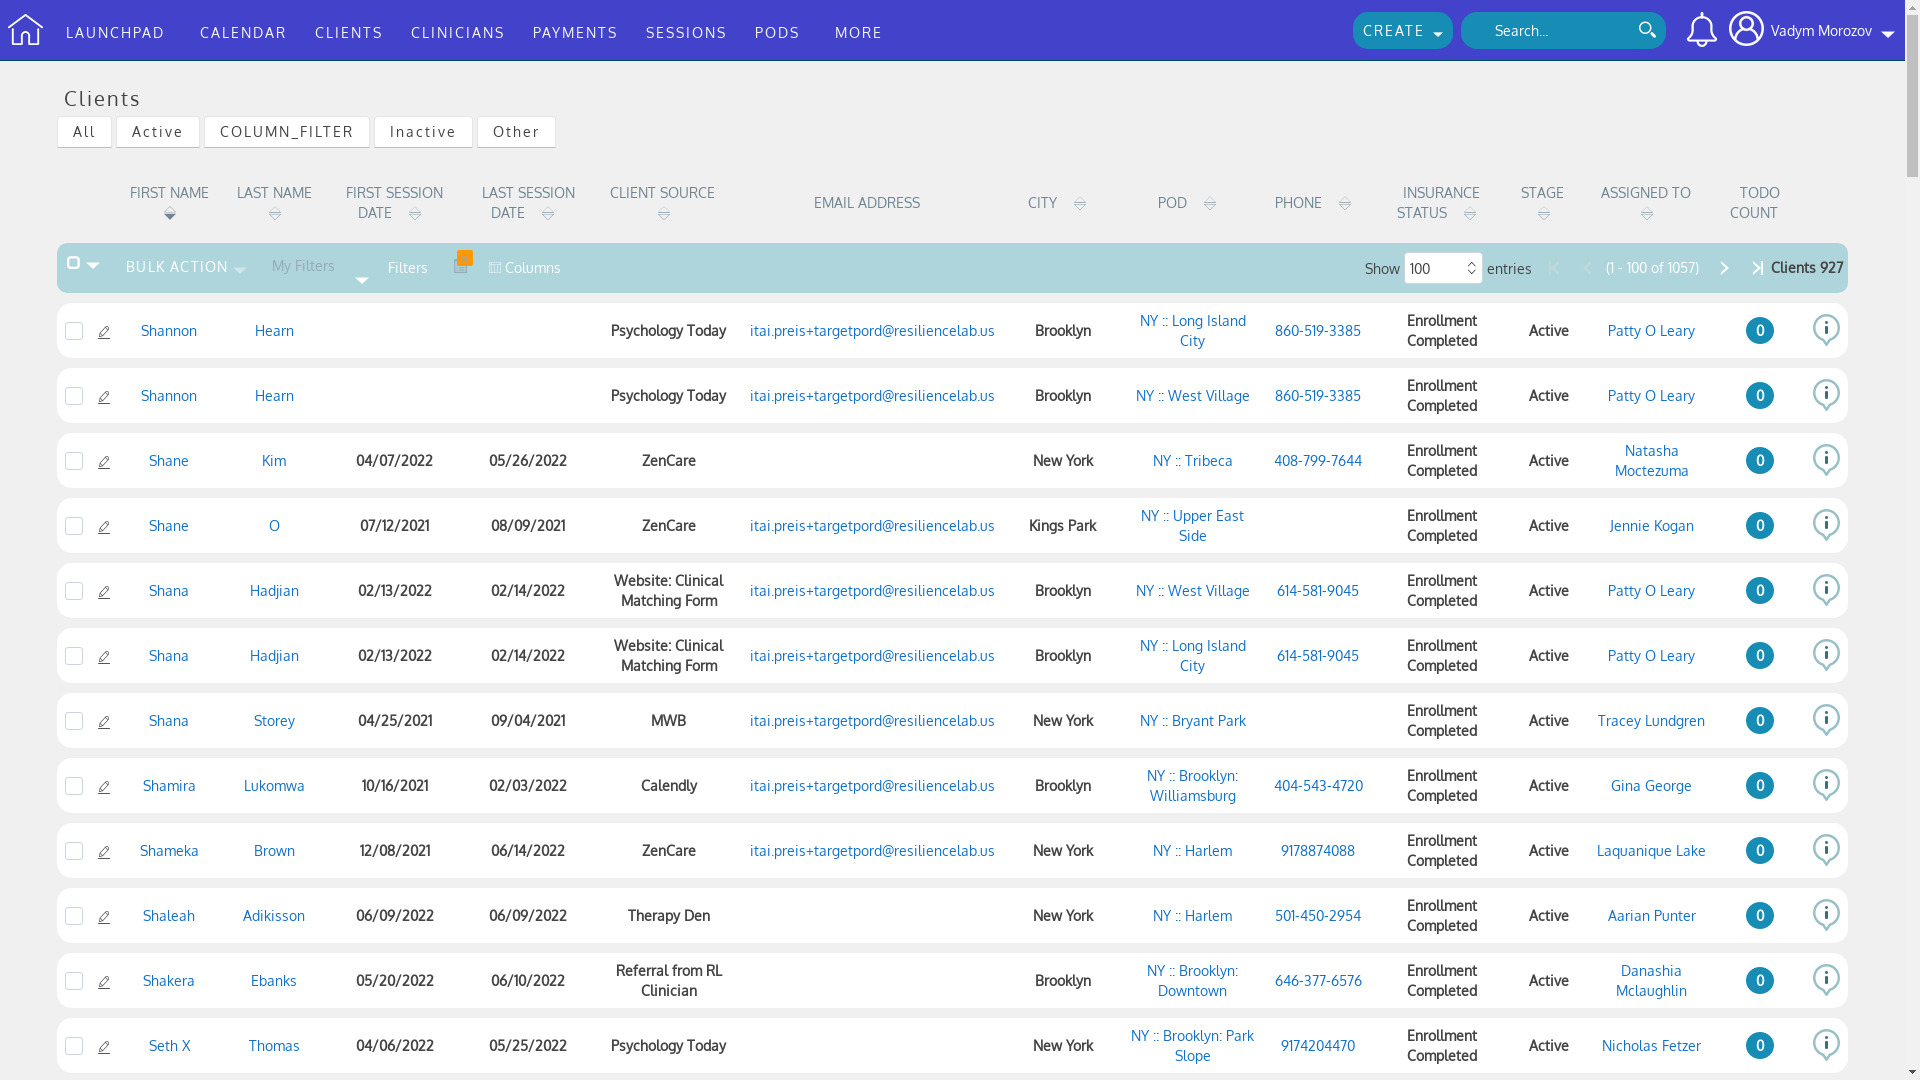 LAUNCHPAD CALENDAR CLIENTS CLINICIANS PAYMENTS SESSIONS PODS MORE CREATE Search... Vadym Morozov
Clients
All Active COLUMN_FILTER Inactive Other
FIRST NAME LAST NAME FIRST SESSION DATE LAST SESSION DATE CLIENT SOURCE EMAIL ADDRESS CITY POD PHONE INSURANCE STATUS STAGE ASSIGNED TO TODO COUNT
BULK ACTION My Filters Filters Columns Show 100 entries (1 - 100 of 1057) Clients 927
Shannon Hearn Psychology Today itai.preis+targetpord@resiliencelab.us Brooklyn NY :: Long Island City 860-519-3385 Enrollment Completed Active Patty O Leary 0
Shannon Hearn Psychology Today itai.preis+targetpord@resiliencelab.us Brooklyn NY :: West Village 860-519-3385 Enrollment Completed Active Patty O Leary 0
Shane Kim 04/07/2022 05/26/2022 ZenCare New York NY :: Tribeca 408-799-7644 Enrollment Completed Active Natasha Moctezuma 0
Shane O 07/12/2021 08/09/2021 ZenCare itai.preis+targetpord@resiliencelab.us Kings Park NY :: Upper East Side Enrollment Completed Active Jennie Kogan 0
Shana Hadjian 02/13/2022 02/14/2022 Website: Clinical Matching Form itai.preis+targetpord@resiliencelab.us Brooklyn NY :: West Village 614-581-9045 Enrollment Completed Active Patty O Leary 0
Shana Hadjian 02/13/2022 02/14/2022 Website: Clinical Matching Form itai.preis+targetpord@resiliencelab.us Brooklyn NY :: Long Island City 614-581-9045 Enrollment Completed Active Patty O Leary 0
Shana Storey 04/25/2021 09/04/2021 MWB itai.preis+targetpord@resiliencelab.us New York NY :: Bryant Park Enrollment Completed Active Tracey Lundgren 0
Shamira Lukomwa 10/16/2021 02/03/2022 Calendly itai.preis+targetpord@resiliencelab.us Brooklyn NY :: Brooklyn: Williamsburg 404-543-4720 Enrollment Completed Active Gina George 0
Shameka Brown 12/08/2021 06/14/2022 ZenCare itai.preis+targetpord@resiliencelab.us New York NY :: Harlem 9178874088 Enrollment Completed Active Laquanique Lake 0
Shaleah Adikisson 06/09/2022 06/09/2022 Therapy Den New York NY :: Harlem 501-450-2954 Enrollment Completed Active Aarian Punter 0
Shakera Ebanks 05/20/2022 06/10/2022 Referral from RL Clinician Brooklyn NY :: Brooklyn: Downtown 646-377-6576 Enrollment Completed Active Danashia Mclaughlin 0
Seth X Thomas 04/06/2022 05/25/2022 Psychology Today New York NY :: Brooklyn: Park Slope 9174204470 Enrollment Completed Active Nicholas Fetzer 0